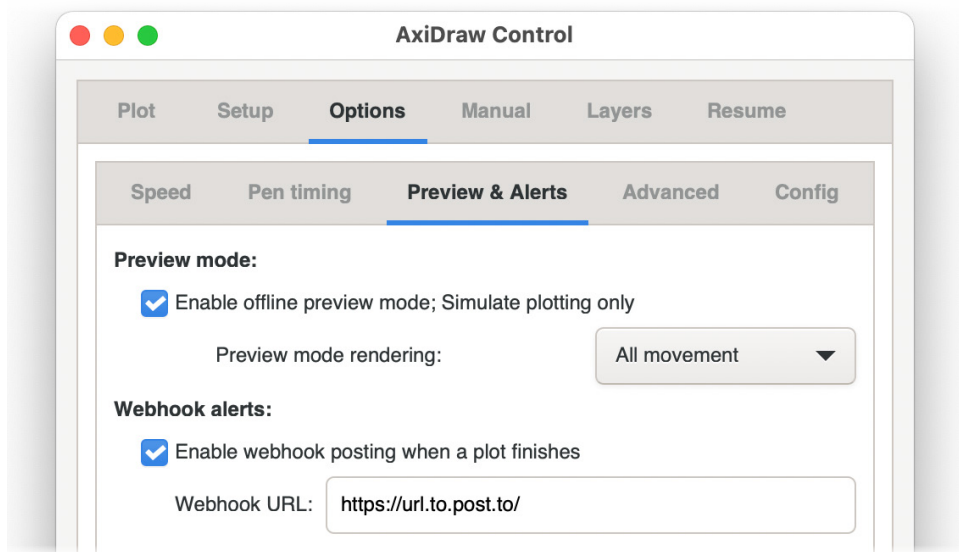 AxiDraw Control
Plot Setup Options Manual Layers Resume
Speed Pen timing Preview & Alerts Advanced Config
Preview mode:
Enable offline preview mode; Simulate plotting only
Preview mode rendering: All movement
Webhook alerts:
Enable webhook posting when a plot finishes
Webhook URL: https://url.to.post.to/